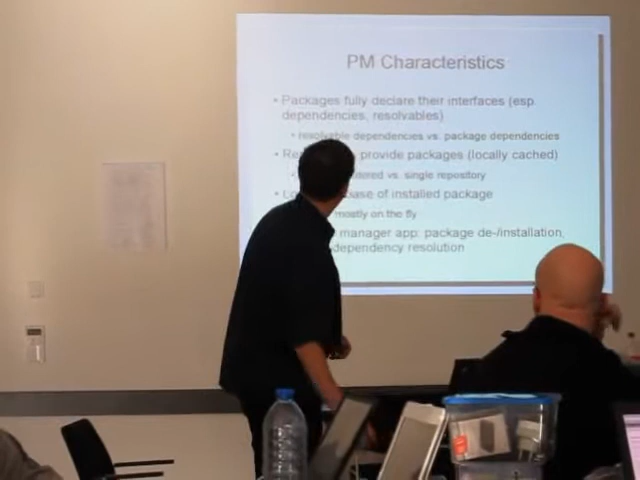 PM Characteristics
• Packages fully declare their interfaces (esp.
dependencies, resolvables)
• resolvable dependencies vs. package dependencies
• provide packages (locally cached)
vs. single repository
of installed package
mostly on the fly
manager app: package de-/installation,
dependency resolution